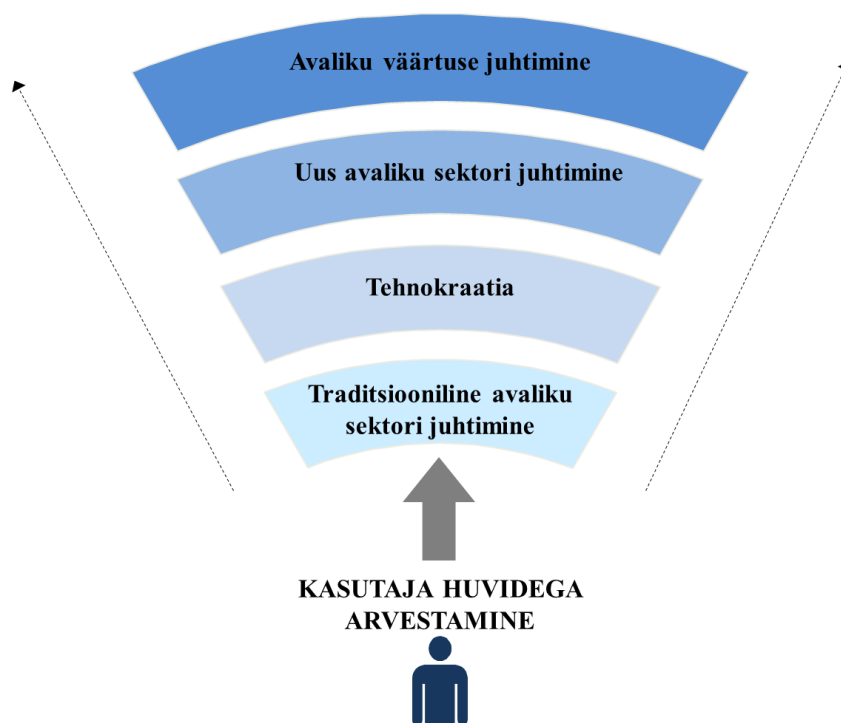 Avaliku väärtuse juhtimine
Uus avaliku sektori juhtimine
Tehnokraatia
Traditsiooniline avaliku
sektori juhtimine
KASUTAJA HUVIDEGA
ARVESTAMINE